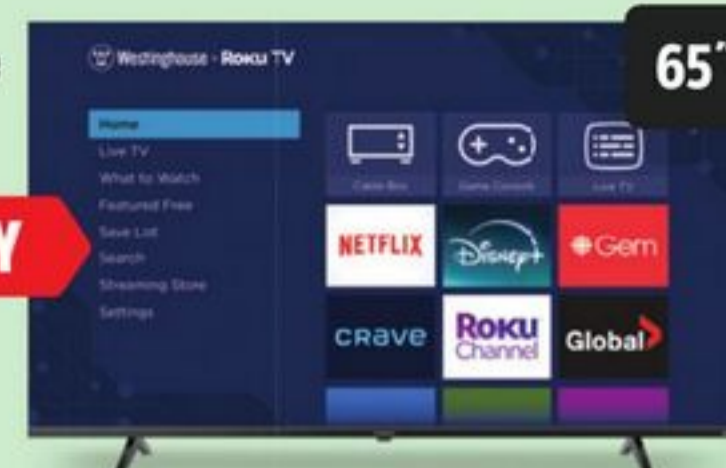 65"
Westinghouse · Roku TV
Home
Live TV
What to Watch
Featured Free
Save List
Search
Streaming Store
Settings
Cable Box
Game Console
Live TV
NETFLIX
Disney+
Gem
crave
Roku
Channel
Global
Y